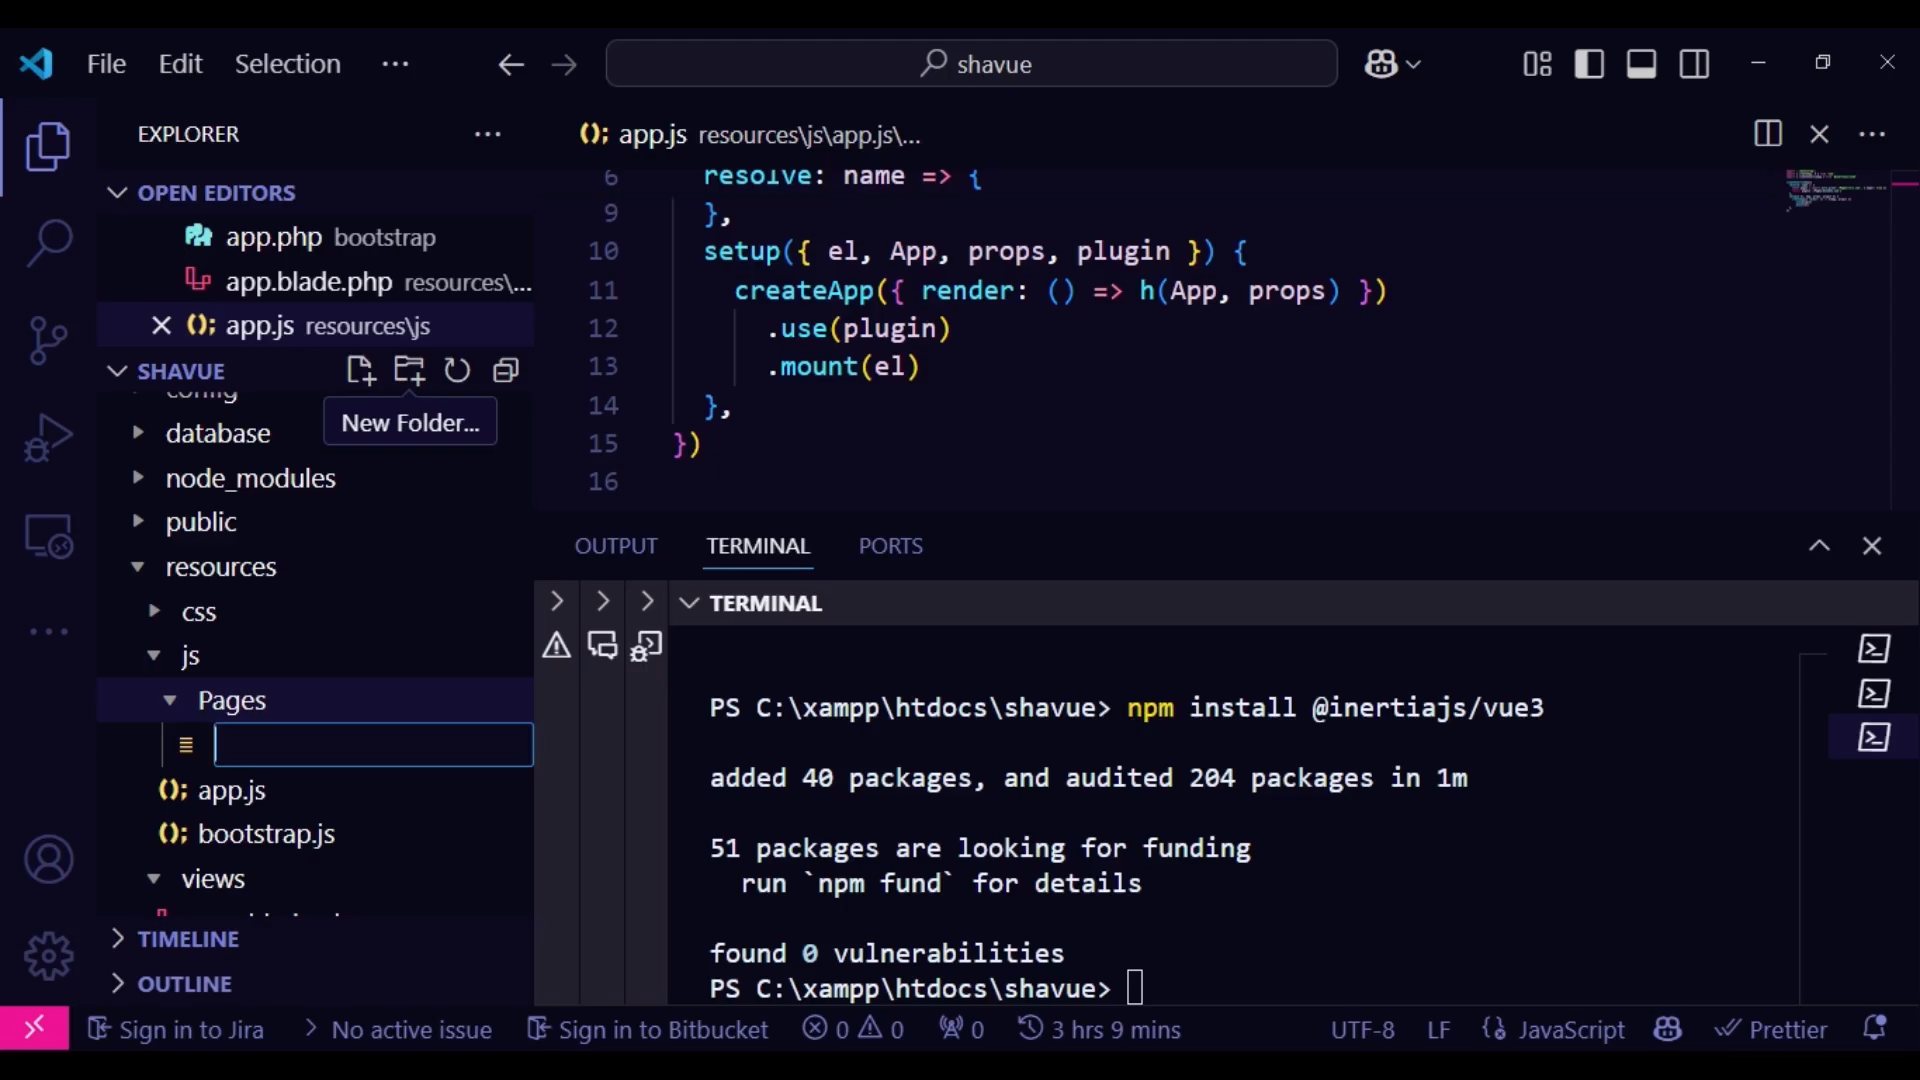 File Edit Selection ···
shavue
EXPLORER
OPEN EDITORS
app.php bootstrap
app.blade.php resources\...
app.js resources\js
SHAVUE
config
New Folder...
database
node_modules
public
resources
css
js
Pages
app.js
bootstrap.js
views
TIMELINE
OUTLINE
app.js resources\js\app.js\...
6 resolve: name => {
9 },
10 setup({ el, App, props, plugin }) {
11 createApp({ render: () => h(App, props) })
12 .use(plugin)
13 .mount(el)
14 },
15 })
16
OUTPUT TERMINAL PORTS
TERMINAL
PS C:\xampp\htdocs\shavue> npm install @inertiajs/vue3
added 40 packages, and audited 204 packages in 1m
51 packages are looking for funding
run `npm fund` for details
found 0 vulnerabilities
PS C:\xampp\htdocs\shavue>
Sign in to Jira No active issue Sign in to Bitbucket 0 0 0 3 hrs 9 mins UTF-8 LF JavaScript Prettier